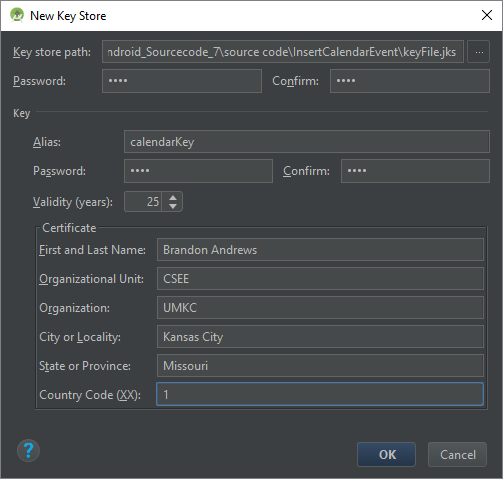 New Key Store
Key store path: ndroid_Sourcecode_7\source code\InsertCalendarEvent\keyFile.jks ...
Password: •••• Confirm: ••••
Key
Alias: calendarKey
Password: •••• Confirm: ••••
Validity (years): 25
Certificate
First and Last Name: Brandon Andrews
Organizational Unit: CSEE
Organization: UMKC
City or Locality: Kansas City
State or Province: Missouri
Country Code (XX): 1
? OK Cancel